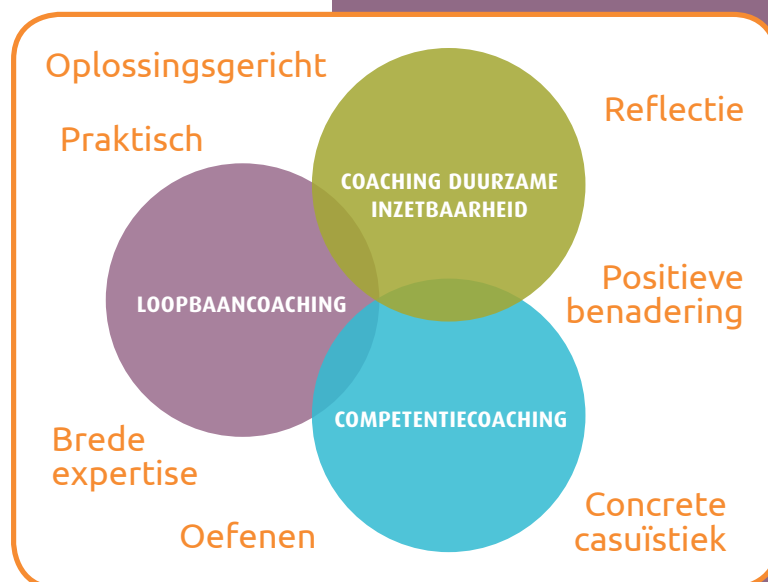 Oplossingsgericht
Reflectie
Praktisch
COACHING DUURZAME
INZETBAARHEID
LOOPBAANCOACHING
Positieve
benadering
COMPETENTIECOACHING
Brede
expertise
Concrete
casuïstiek
Oefenen